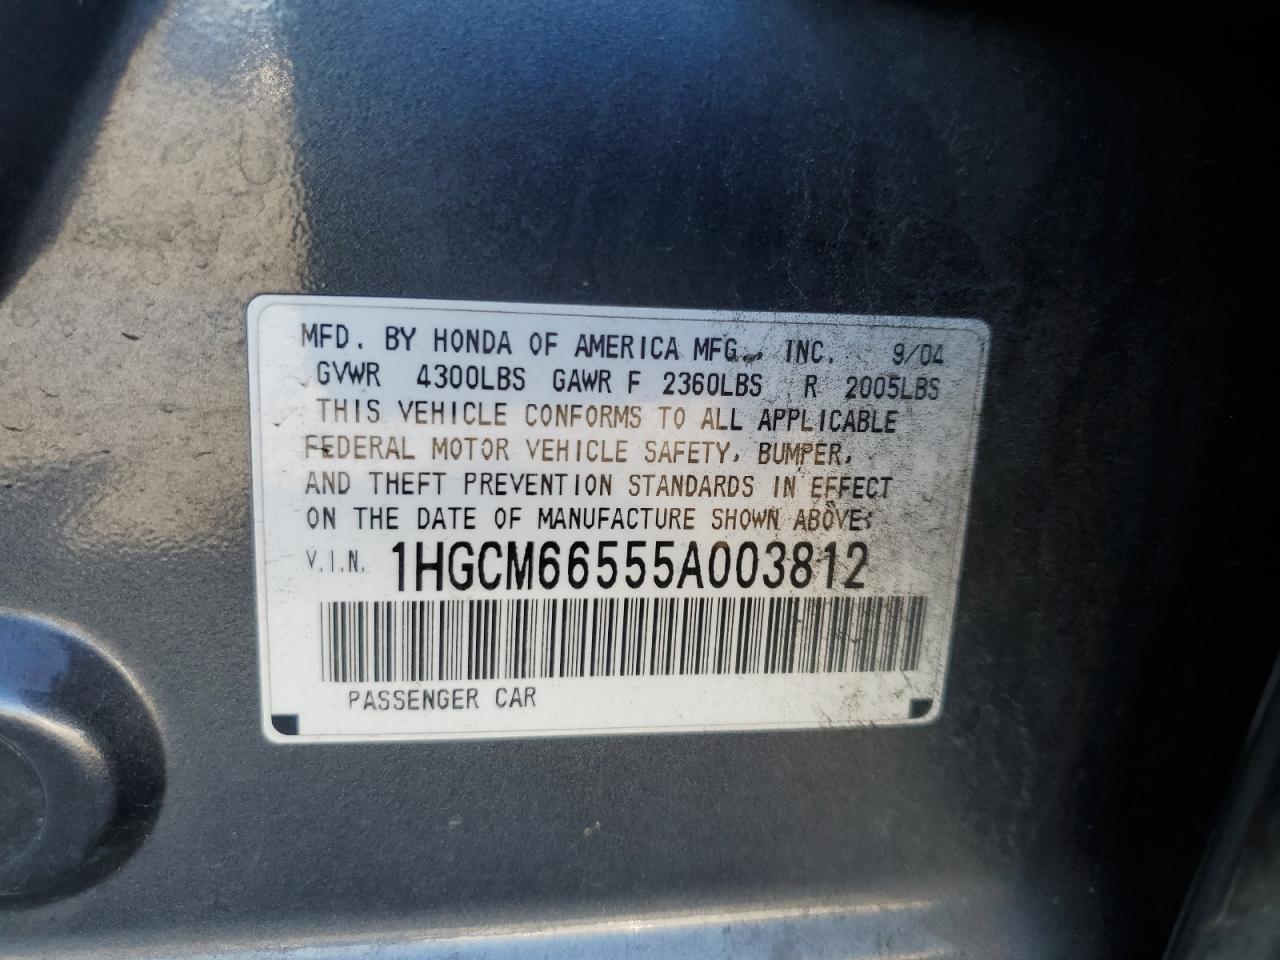 MFD. BY HONDA OF AMERICA MFG., INC. 9/04
GVWR 4300LBS GAWR F 2360LBS R 2005LBS
THIS VEHICLE CONFORMS TO ALL APPLICABLE
FEDERAL MOTOR VEHICLE SAFETY, BUMPER,
AND THEFT PREVENTION STANDARDS IN EFFECT
ON THE DATE OF MANUFACTURE SHOWN ABOVE:
V.I.N. 1HGCM66555A003812
PASSENGER CAR